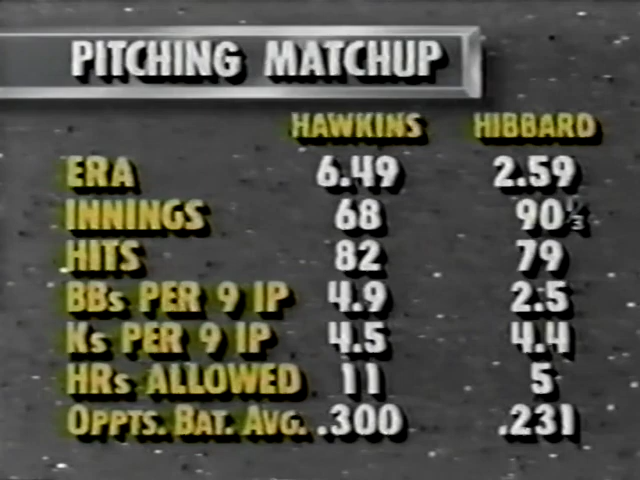 PITCHING MATCHUP
HAWKINS HIBBARD
ERA 6.49 2.59
INNINGS 68 90 1/3
HITS 82 79
BBs PER 9 IP 4.9 2.5
Ks PER 9 IP 4.5 4.4
HRs ALLOWED 11 5
OPPTS. BAT. AVG. .300 .231